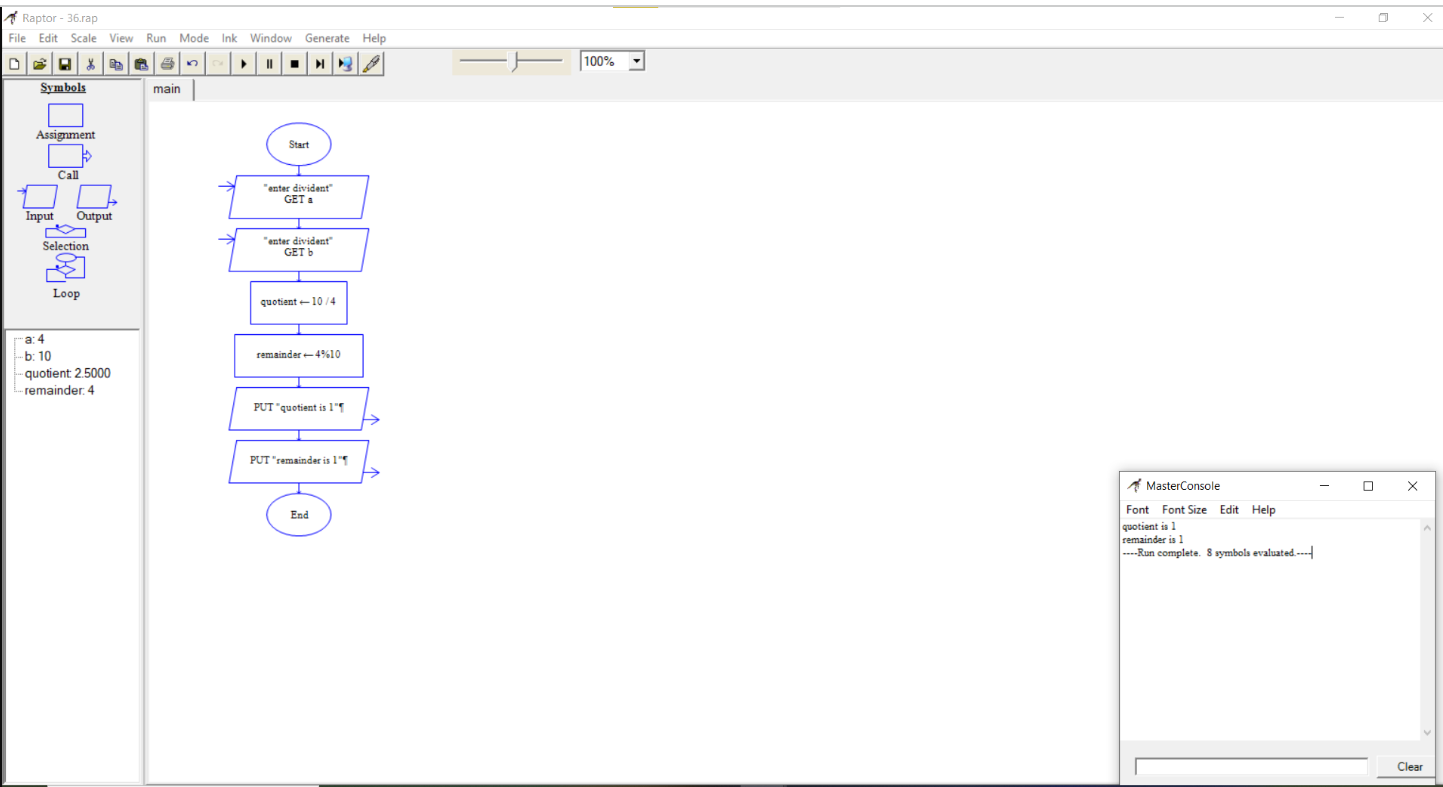 Raptor - 36.rap
File Edit Scale View Run Mode Ink Window Generate Help
100%
Symbols
main
Assignment
Call
Input Output
Selection
Loop
a: 4
b: 10
quotient: 2.5000
remainder: 4
Start
"enter divident"
GET a
"enter divident"
GET b
quotient ← 10 / 4
remainder ← 4%10
PUT "quotient is 1"¶
PUT "remainder is 1"¶
End
MasterConsole
Font Font Size Edit Help
quotient is 1
remainder is 1
----Run complete. 8 symbols evaluated.----
Clear